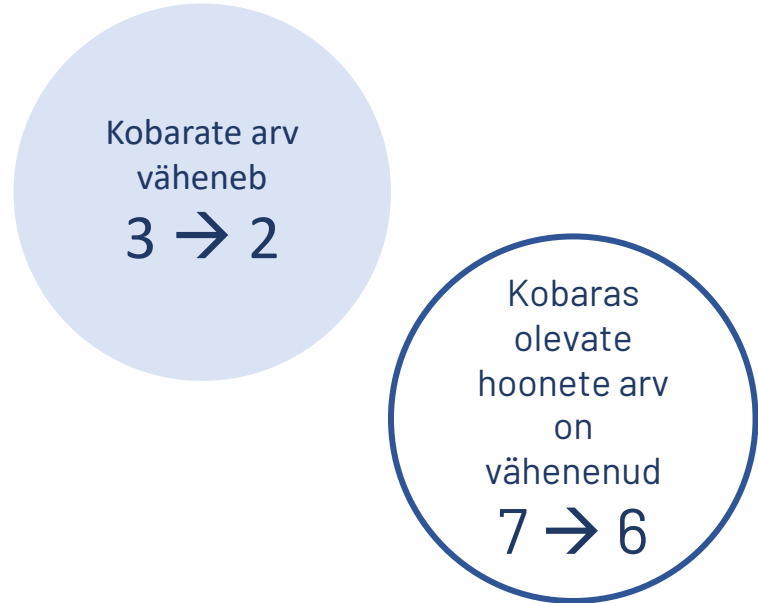 Kobarate arv
väheneb
3 → 2
Kobaras
olevate
hoonete arv
on
vähenenud
7 → 6